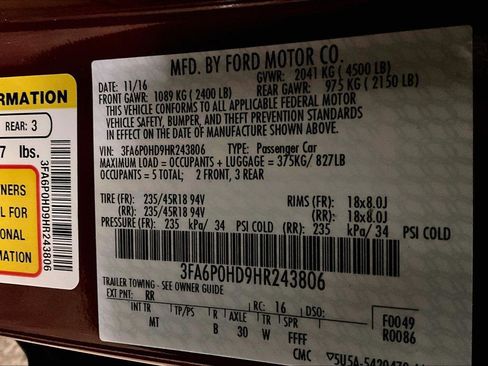 MFD. BY FORD MOTOR CO.
DATE: 11/16 GVWR: 2041 KG ( 4500 LB)
FRONT GAWR: 1089 KG ( 2400 LB) REAR GAWR: 975 KG ( 2150 LB)
THIS VEHICLE CONFORMS TO ALL APPLICABLE FEDERAL MOTOR
VEHICLE SAFETY, BUMPER, AND THEFT PREVENTION STANDARDS
IN EFFECT ON THE DATE OF MANUFACTURE SHOWN ABOVE.
VIN: 3FA6P0HD9HR243806 TYPE: Passenger Car
MAXIMUM LOAD = OCCUPANTS + LUGGAGE = 375KG/ 827LB
OCCUPANTS = 5 TOTAL; 2 FRONT, 3 REAR
TIRE (FR): 235/45R18 94V RIMS (FR): 18x8.0J
(RR): 235/45R18 94V (RR): 18x8.0J
PRESSURE (FR): 235 kPa/ 34 PSI COLD (RR): 235 kPa/ 34 PSI COLD
3FA6P0HD9HR243806
TRAILER TOWING - SEE OWNER GUIDE
EXT PNT: RR RC: 16 DSO: F0049
INT TR TP/PS R AXLE TR SPR R0086
MT B 30 W FFFF
CMC
ORMATION
REAR: 3
7 lbs.
NERS
L FOR
IONAL
MATION
3FA6P0HD9HR243806